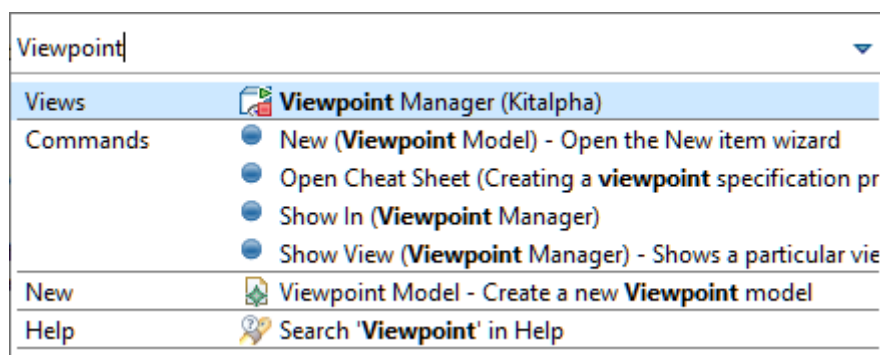 Viewpoint
Views Viewpoint Manager (Kitalpha)
Commands New (Viewpoint Model) - Open the New item wizard
Open Cheat Sheet (Creating a viewpoint specification pr
Show In (Viewpoint Manager)
Show View (Viewpoint Manager) - Shows a particular vie
New Viewpoint Model - Create a new Viewpoint model
Help Search 'Viewpoint' in Help